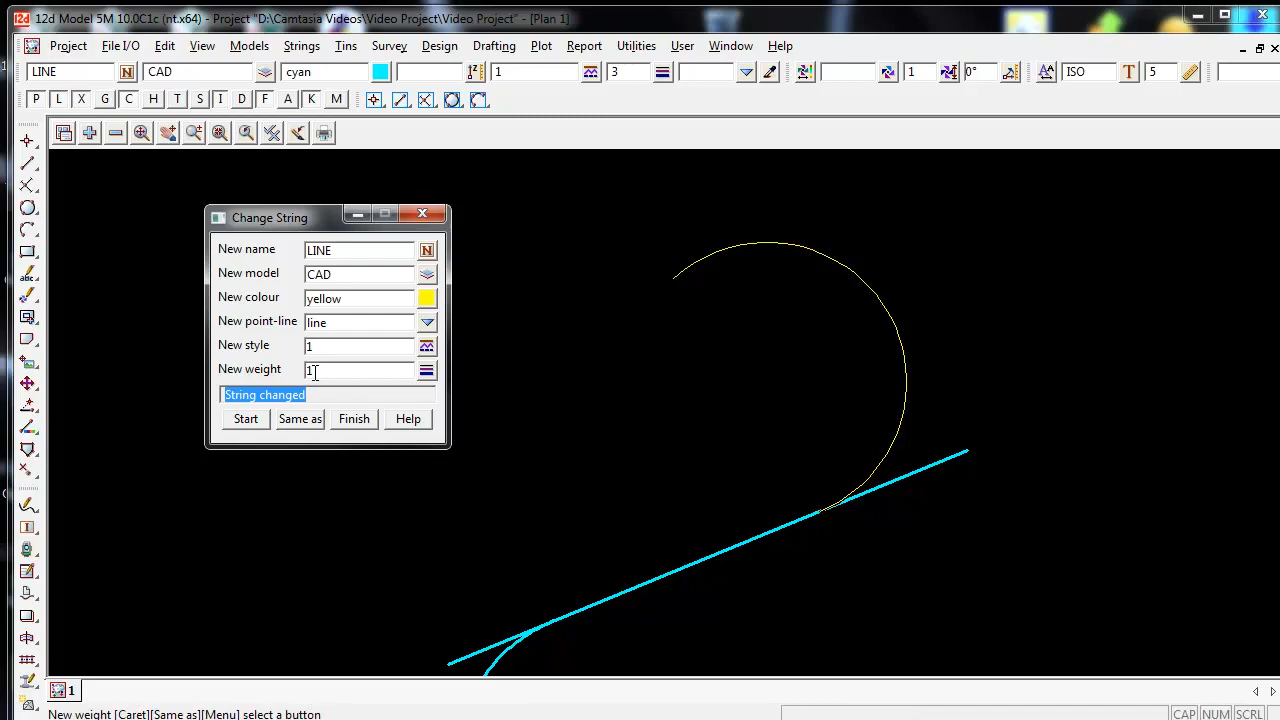 12d Model 5M 10.0C1c (nt.x64) - Project "D:\Camtasia Videos\Video Project\Video Project" - [Plan 1]
Project File I/O Edit View Models Strings Tins Survey Design Drafting Plot Report Utilities User Window Help
LINE N CAD cyan 1 3 1 0° ISO T 5
P L X G C H T S I D F A K M
Change String
New name LINE N
New model CAD
New colour yellow
New point-line line
New style 1
New weight 1
String changed
Start Same as Finish Help
abc
1
New weight [Caret][Same as][Menu] select a button
CAP NUM SCRL